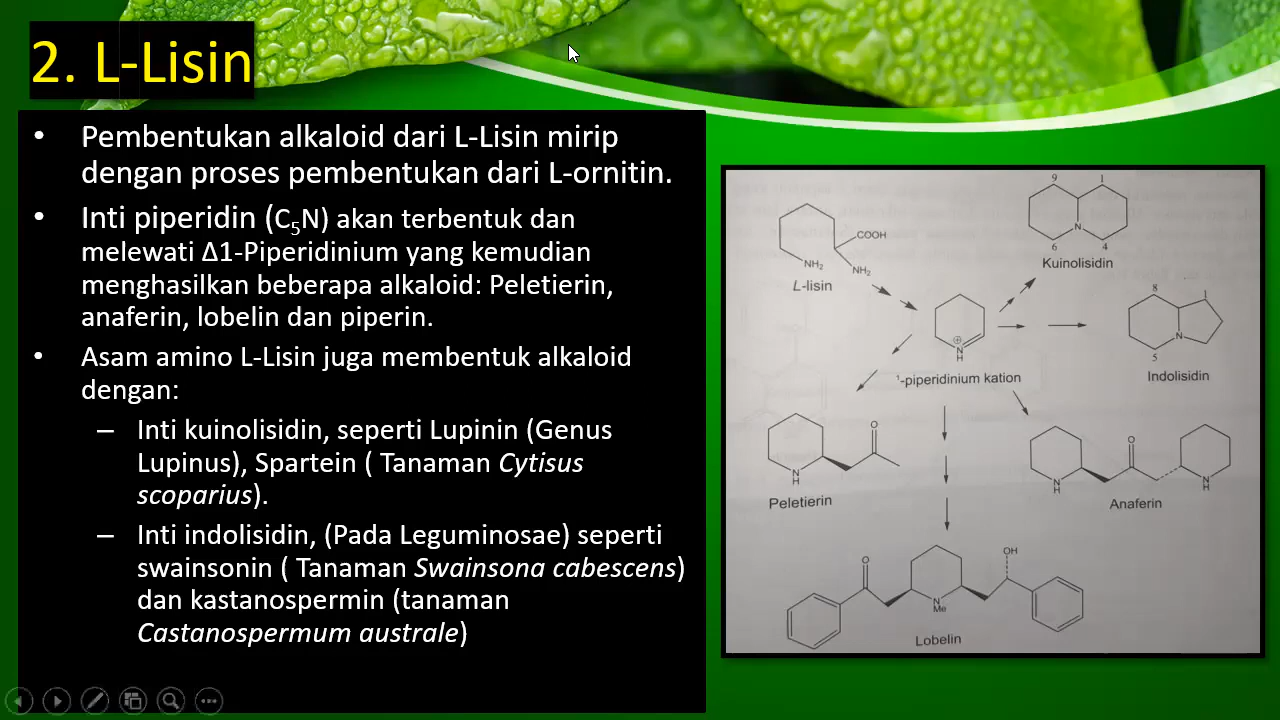 2. L-Lisin
• Pembentukan alkaloid dari L-Lisin mirip
dengan proses pembentukan dari L-ornitin.
• Inti piperidin (C₅N) akan terbentuk dan
melewati Δ1-Piperidinium yang kemudian
menghasilkan beberapa alkaloid: Peletierin,
anaferin, lobelin dan piperin.
• Asam amino L-Lisin juga membentuk alkaloid
dengan:
– Inti kuinolisidin, seperti Lupinin (Genus
Lupinus), Spartein ( Tanaman Cytisus
scoparius).
– Inti indolisidin, (Pada Leguminosae) seperti
swainsonin ( Tanaman Swainsona cabescens)
dan kastanospermin (tanaman
Castanospermum australe)
COOH
NH₂
NH₂
L-lisin
9
1
N
6
4
Kuinolisidin
8
1
N
5
Indolisidin
⊕
N
H
¹-piperidinium kation
O
N
H
Peletierin
O
N
H
N
H
Anaferin
O
OH
N
Me
Lobelin